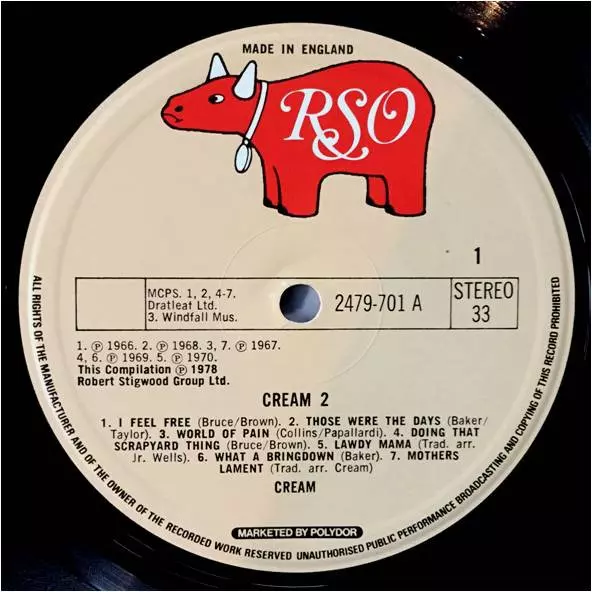 MADE IN ENGLAND
RSO
1
MCPS. 1, 2, 4-7.
Dratleaf Ltd.
3. Windfall Mus.
2479-701 A
STEREO
33
1. ℗ 1966. 2. ℗ 1968. 3, 7. ℗ 1967.
4, 6. ℗ 1969. 5. ℗ 1970.
This Compilation ℗ 1978
Robert Stigwood Group Ltd.
CREAM 2
1. I FEEL FREE (Bruce/Brown). 2. THOSE WERE THE DAYS (Baker/
Taylor). 3. WORLD OF PAIN (Collins/Papallardi). 4. DOING THAT
SCRAPYARD THING (Bruce/Brown). 5. LAWDY MAMA (Trad. arr.
Jr. Wells). 6. WHAT A BRINGDOWN (Baker). 7. MOTHERS
LAMENT (Trad. arr. Cream)
CREAM
MARKETED BY POLYDOR
ALL RIGHTS OF THE MANUFACTURER AND OF THE OWNER OF THE RECORDED WORK RESERVED UNAUTHORISED PUBLIC PERFORMANCE BROADCASTING AND COPYING OF THIS RECORD PROHIBITED